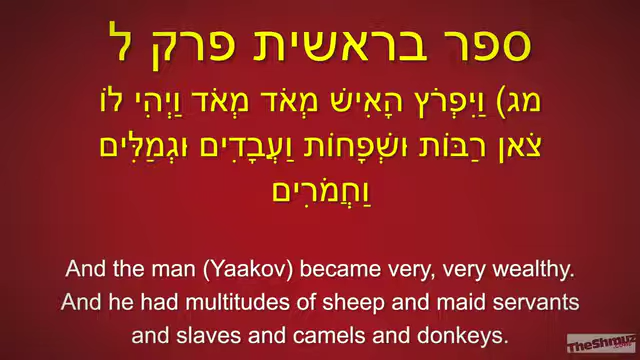 ספר בראשית פרק ל
מג) וַיִּפְרֹץ הָאִישׁ מְאֹד מְאֹד וַיְהִי לוֹ
צֹאן רַבּוֹת וּשְׁפָחוֹת וַעֲבָדִים וּגְמַלִּים
וַחֲמֹרִים
And the man (Yaakov) became very, very wealthy.
And he had multitudes of sheep and maid servants
and slaves and camels and donkeys.
TheShmuz
.com